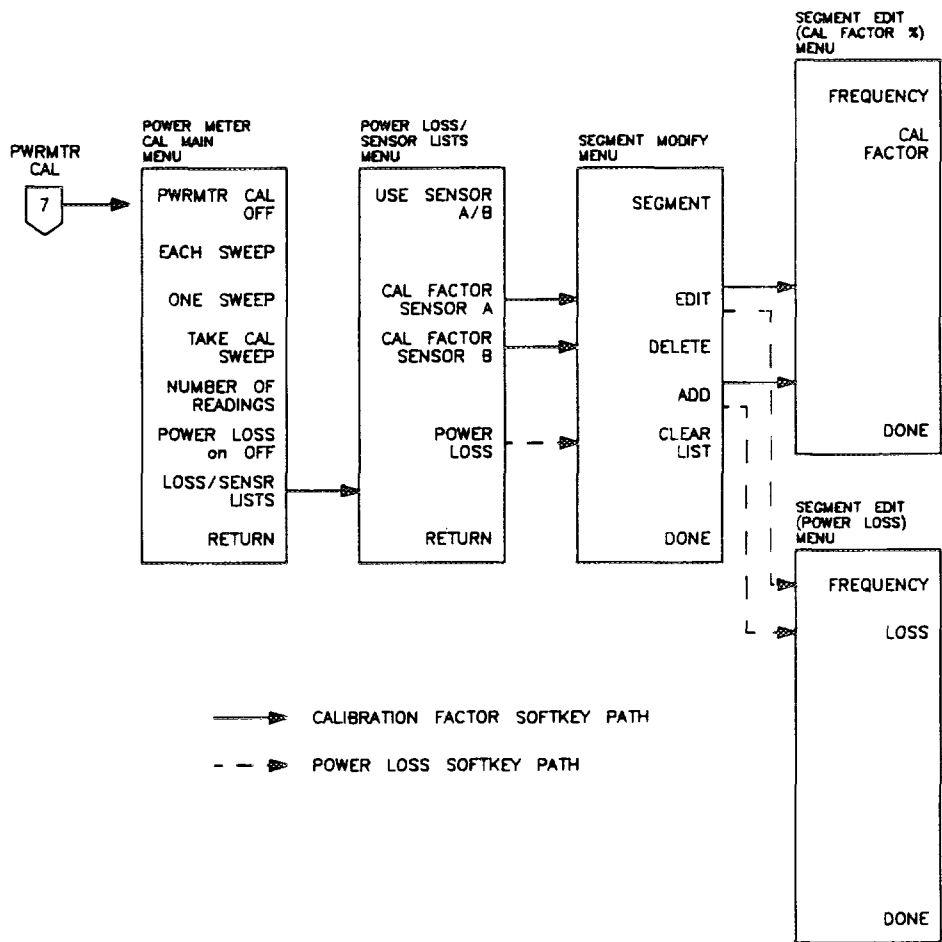 PWRMTR
CAL
7
POWER METER
CAL MAIN
MENU
PWRMTR CAL
OFF
EACH SWEEP
ONE SWEEP
TAKE CAL
SWEEP
NUMBER OF
READINGS
POWER LOSS
on OFF
LOSS/SENSR
LISTS
RETURN
POWER LOSS/
SENSOR LISTS
MENU
USE SENSOR
A/B
CAL FACTOR
SENSOR A
CAL FACTOR
SENSOR B
POWER
LOSS
RETURN
SEGMENT MODIFY
MENU
SEGMENT
EDIT
DELETE
ADD
CLEAR
LIST
DONE
SEGMENT EDIT
(CAL FACTOR %)
MENU
FREQUENCY
CAL
FACTOR
DONE
SEGMENT EDIT
(POWER LOSS)
MENU
FREQUENCY
LOSS
DONE
CALIBRATION FACTOR SOFTKEY PATH
POWER LOSS SOFTKEY PATH